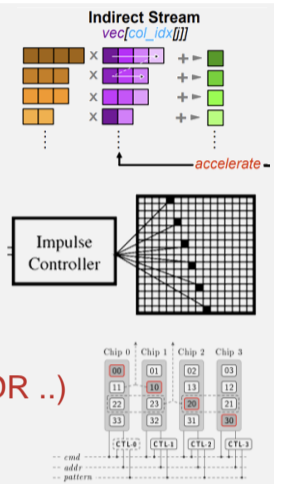 Indirect Stream
vec[col_idx[j]]
x + ►
x + ►
x + ►
x + ►
accelerate
Impulse
Controller
OR ..)
Chip 0 Chip 1 Chip 2 Chip 3
00 01 02 03
11 10 13 12
22 23 20 21
33 32 31 30
CTL-0 CTL-1 CTL-2 CTL-3
cmd
addr
pattern